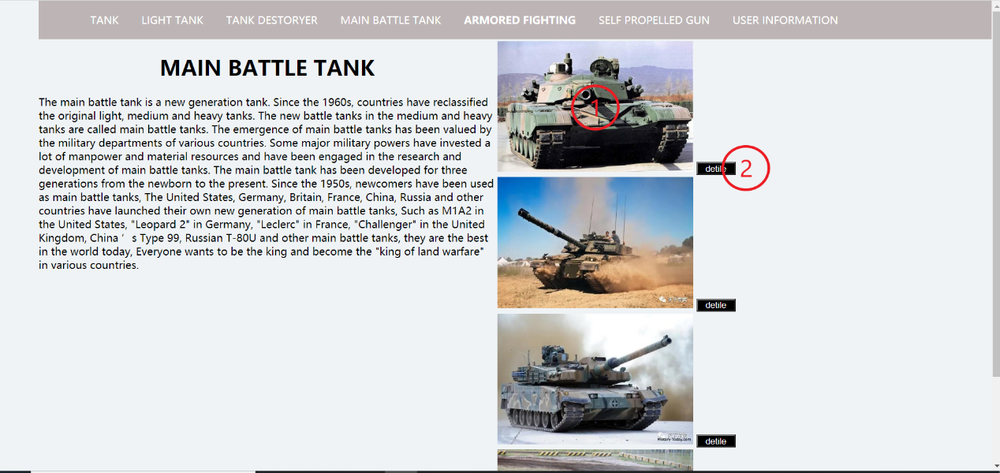 TANK LIGHT TANK TANK DESTORYER MAIN BATTLE TANK ARMORED FIGHTING SELF PROPELLED GUN USER INFORMATION
MAIN BATTLE TANK
The main battle tank is a new generation tank. Since the 1960s, countries have reclassified
the original light, medium and heavy tanks. The new battle tanks in the medium and heavy
tanks are called main battle tanks. The emergence of main battle tanks has been valued by
the military departments of various countries. Some major military powers have invested a
lot of manpower and material resources and have been engaged in the research and
development of main battle tanks. The main battle tank has been developed for three
generations from the newborn to the present. Since the 1950s, newcomers have been used
as main battle tanks, The United States, Germany, Britain, France, China, Russia and other
countries have launched their own new generation of main battle tanks, Such as M1A2 in
the United States, "Leopard 2" in Germany, "Leclerc" in France, "Challenger" in the United
Kingdom, China ’ s Type 99, Russian T-80U and other main battle tanks, they are the best
in the world today, Everyone wants to be the king and become the "king of land warfare"
in various countries.
1
detile 2
detile
Military-Today.com
detile